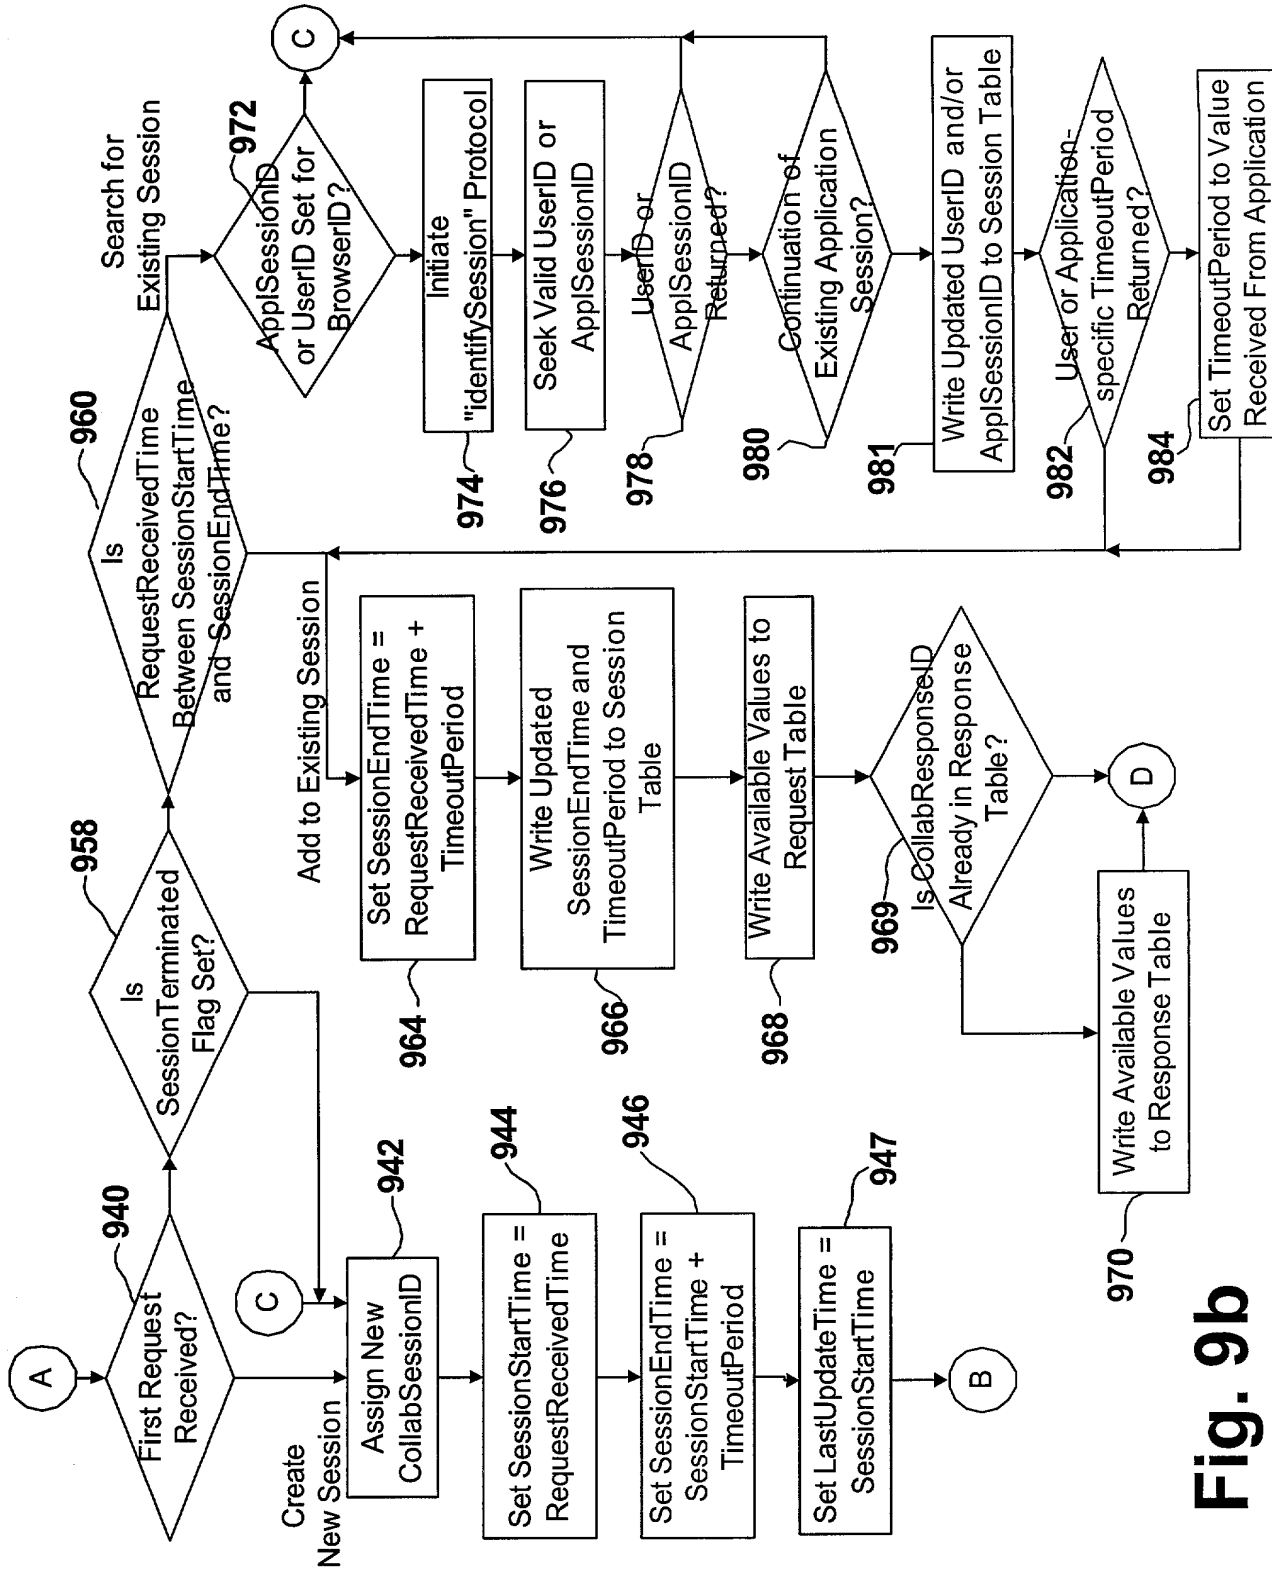 A
First Request
Received?
940
Is
SessionTerminated
Flag Set?
958
Is
RequestReceivedTime
Between SessionStartTime
and SessionEndTime?
960
Search for
Existing Session
Create
New Session
C
Assign New
CollabSessionID
942
Set SessionStartTime =
RequestReceivedTime
944
Set SessionEndTime =
SessionStartTime +
TimeoutPeriod
946
Set LastUpdateTime =
SessionStartTime
947
B
Add to Existing Session
Set SessionEndTime =
RequestReceivedTime +
TimeoutPeriod
964
Write Updated
SessionEndTime and
TimeoutPeriod to Session
Table
966
Write Available Values to
Request Table
968
Is CollabResponseID
Already in Response
Table?
969
Write Available Values
to Response Table
970
D
ApplSessionID
or UserID Set for
BrowserID?
972
C
Initiate
"identifySession" Protocol
974
Seek Valid UserID or
ApplSessionID
976
UserID or
ApplSessionID
Returned?
978
Continuation of
Existing Application
Session?
980
Write Updated UserID and/or
ApplSessionID to Session Table
981
User or Application-
specific TimeoutPeriod
Returned?
982
Set TimeoutPeriod to Value
Received From Application
984
Fig. 9b